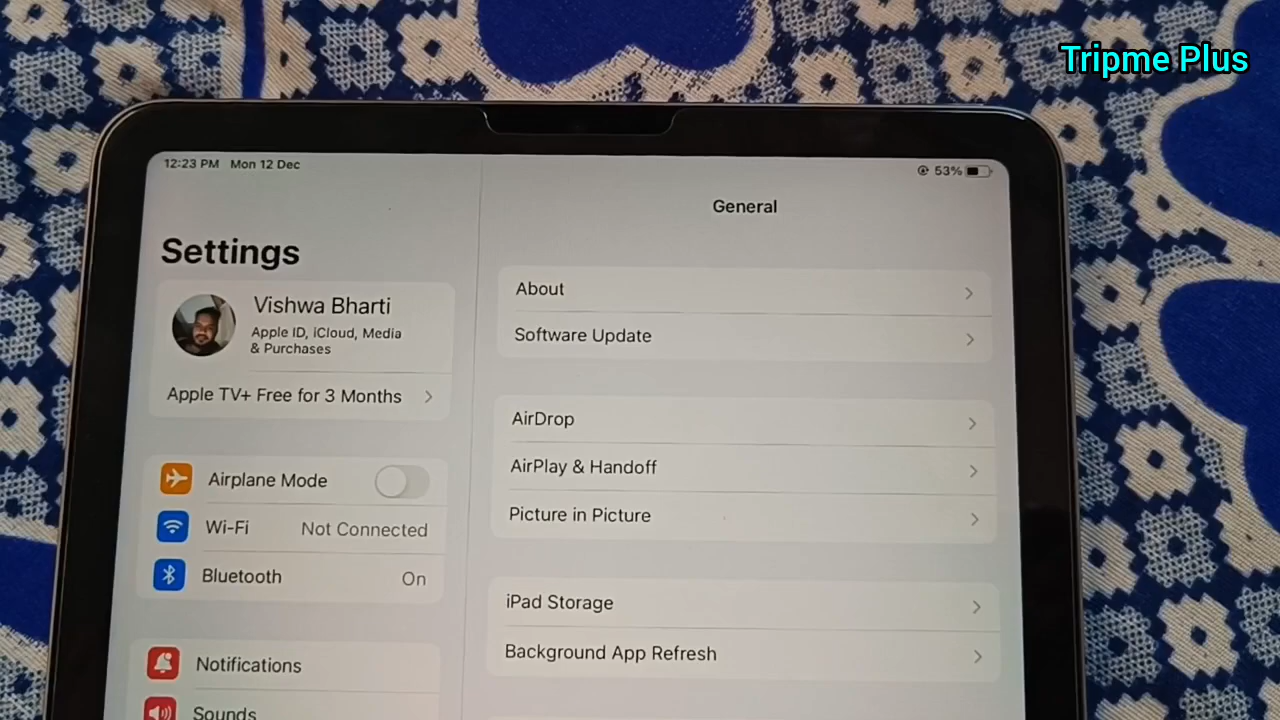 Tripme Plus
12:23 PM Mon 12 Dec
53%
Settings
Vishwa Bharti
Apple ID, iCloud, Media
& Purchases
Apple TV+ Free for 3 Months
Airplane Mode
Wi-Fi Not Connected
Bluetooth On
Notifications
Sounds
General
About
Software Update
AirDrop
AirPlay & Handoff
Picture in Picture
iPad Storage
Background App Refresh